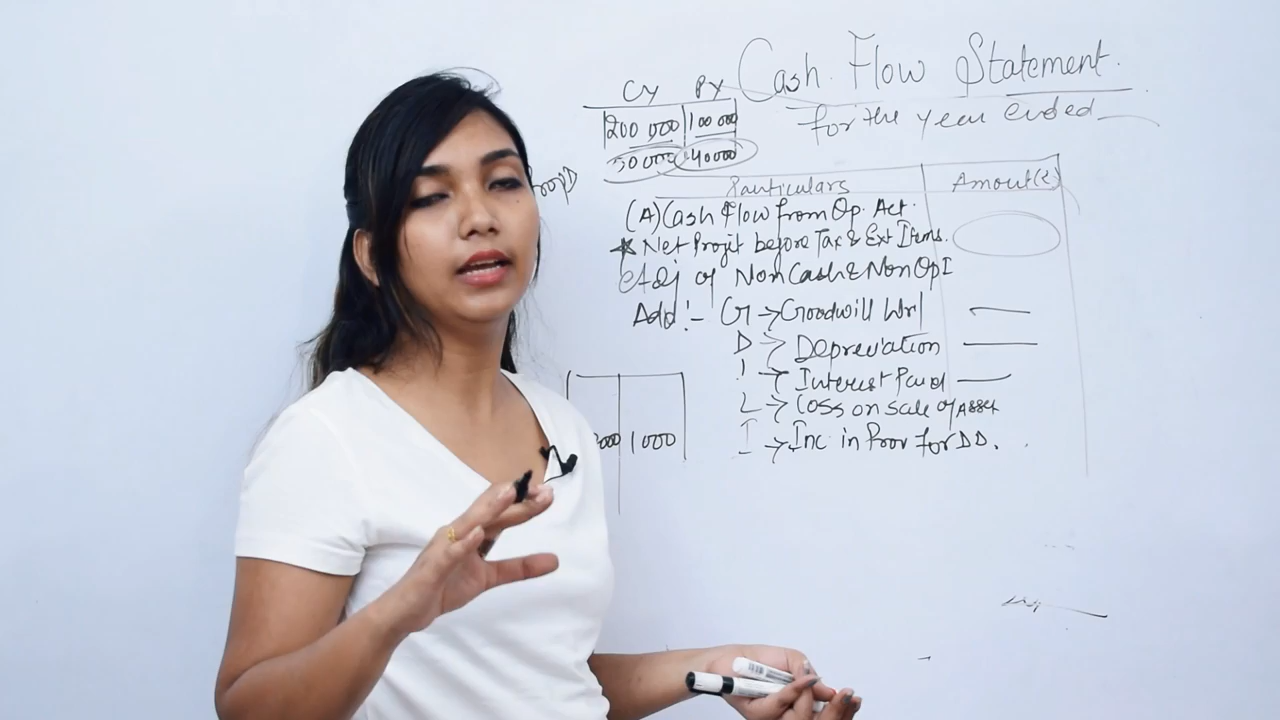 Cash Flow Statement.
for the year ended
CY PY
200 000 100 000
50 000 40000
Particulars Amount(₹)
(A) Cash Flow from Op. Act.
Net Profit before Tax & Ext Items.
Adj of Non Cash & Non Op I
Add:- G → Goodwill
D → Depreciation
I → Interest Paid
L → Loss on sale of Asset
I → Inc in Prov for DD.
1000